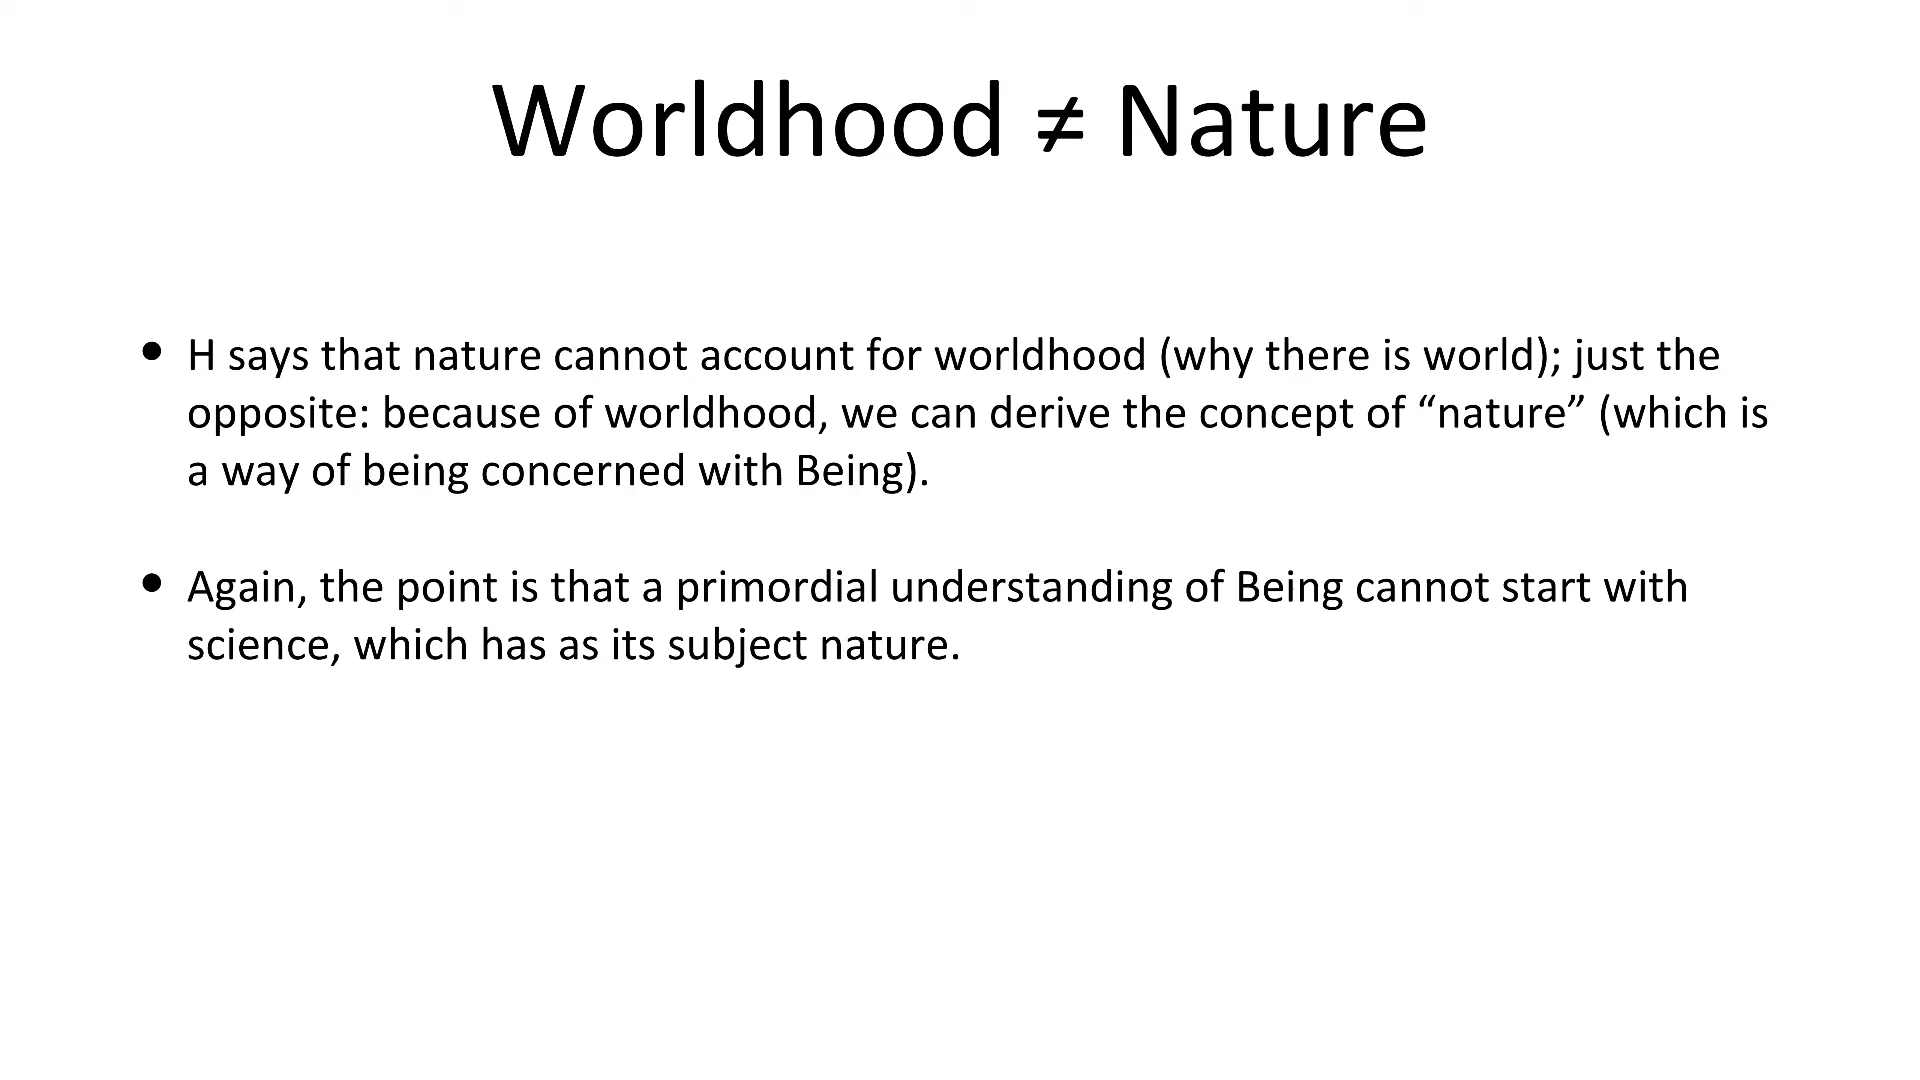 Worldhood ≠ Nature
• H says that nature cannot account for worldhood (why there is world); just the
opposite: because of worldhood, we can derive the concept of “nature” (which is
a way of being concerned with Being).
• Again, the point is that a primordial understanding of Being cannot start with
science, which has as its subject nature.